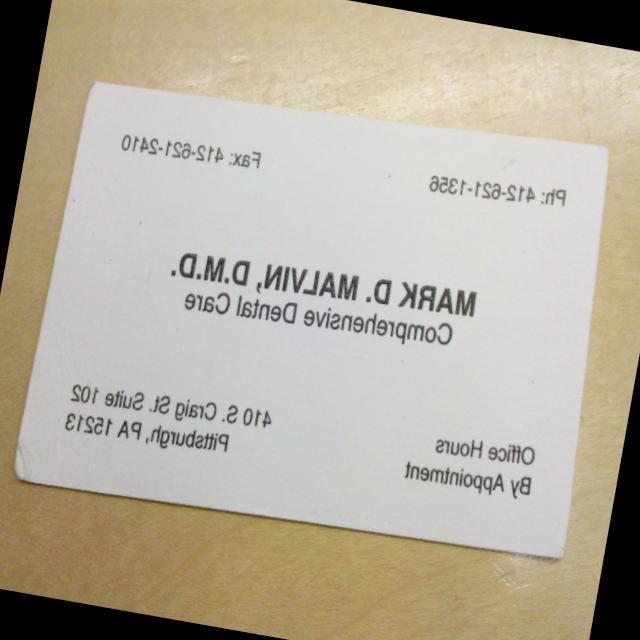 Ph: 412-621-1356
Fax: 412-621-2410
MARK D. MALVIN, D.M.D.
Comprehensive Dental Care
Office Hours
By Appointment
410 S. Craig St. Suite 102
Pittsburgh, PA 15213